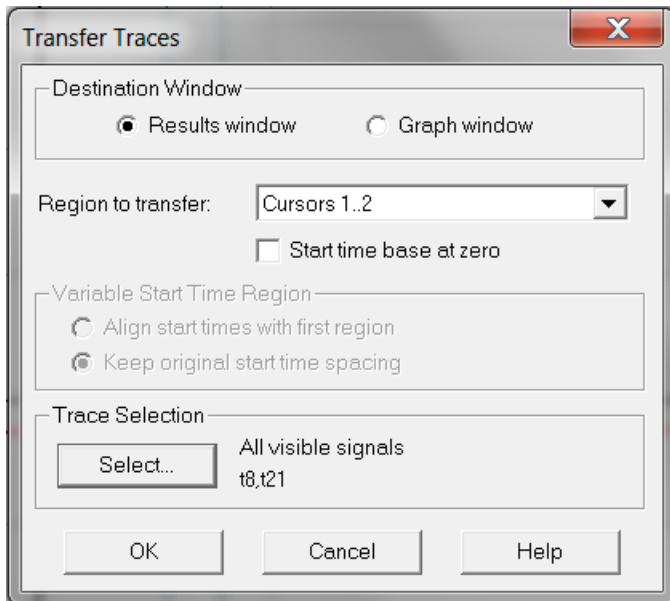 Transfer Traces
Destination Window
Results window Graph window
Region to transfer: Cursors 1..2
Start time base at zero
Variable Start Time Region
Align start times with first region
Keep original start time spacing
Trace Selection
All visible signals
Select...
t8,t21
OK Cancel Help